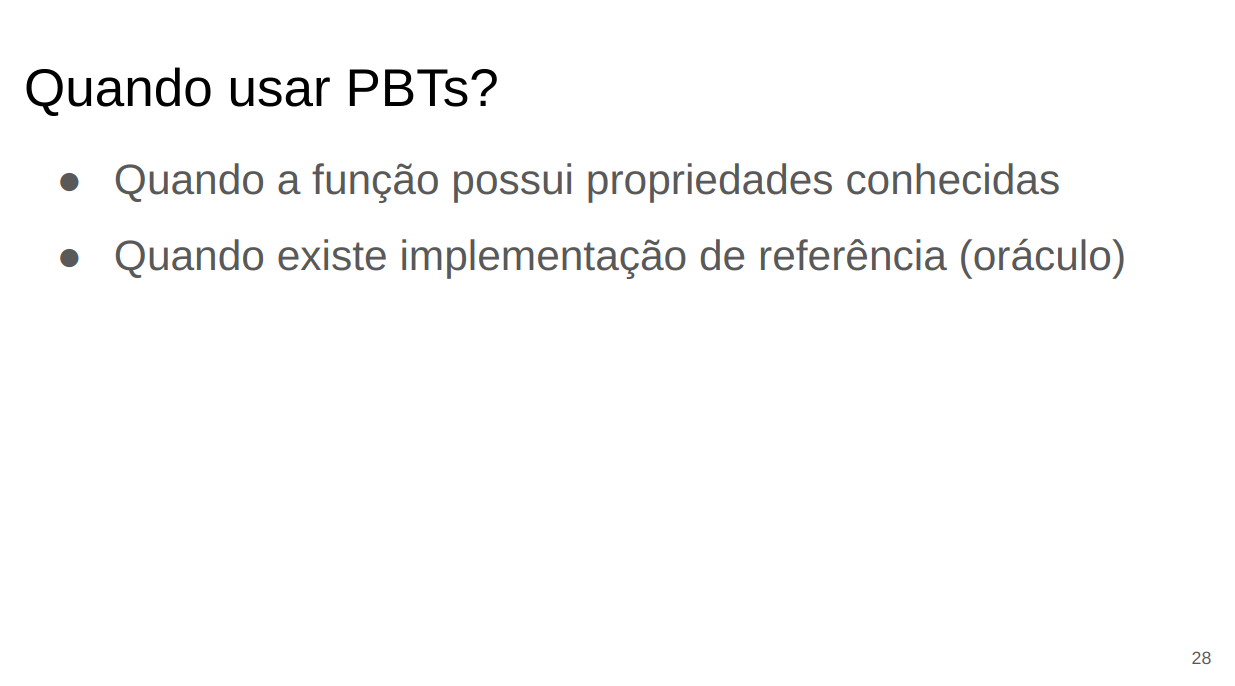 Quando usar PBTs?
● Quando a função possui propriedades conhecidas
● Quando existe implementação de referência (oráculo)
28